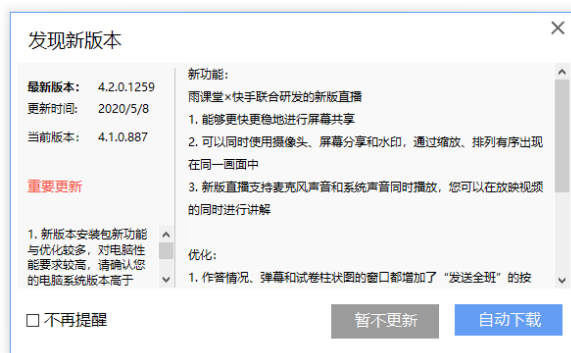 发现新版本
最新版本： 4.2.0.1259
更新时间: 2020/5/8
当前版本: 4.1.0.887
重要更新
1. 新版本安装包新功能
与优化较多，对电脑性
能要求较高，请确认您
的电脑系统版本高于
新功能：
雨课堂×快手联合研发的新版直播
1. 能够更快更稳地进行屏幕共享
2. 可以同时使用摄像头、屏幕分享和水印，通过缩放、排列有序出现
在同一画面中
3. 新版直播支持麦克风声音和系统声音同时播放，您可以在放映视频
的同时进行讲解
优化：
1. 作答情况、弹幕和试卷柱状图的窗口都增加了“发送全班”的按
不再提醒
暂不更新
自动下载